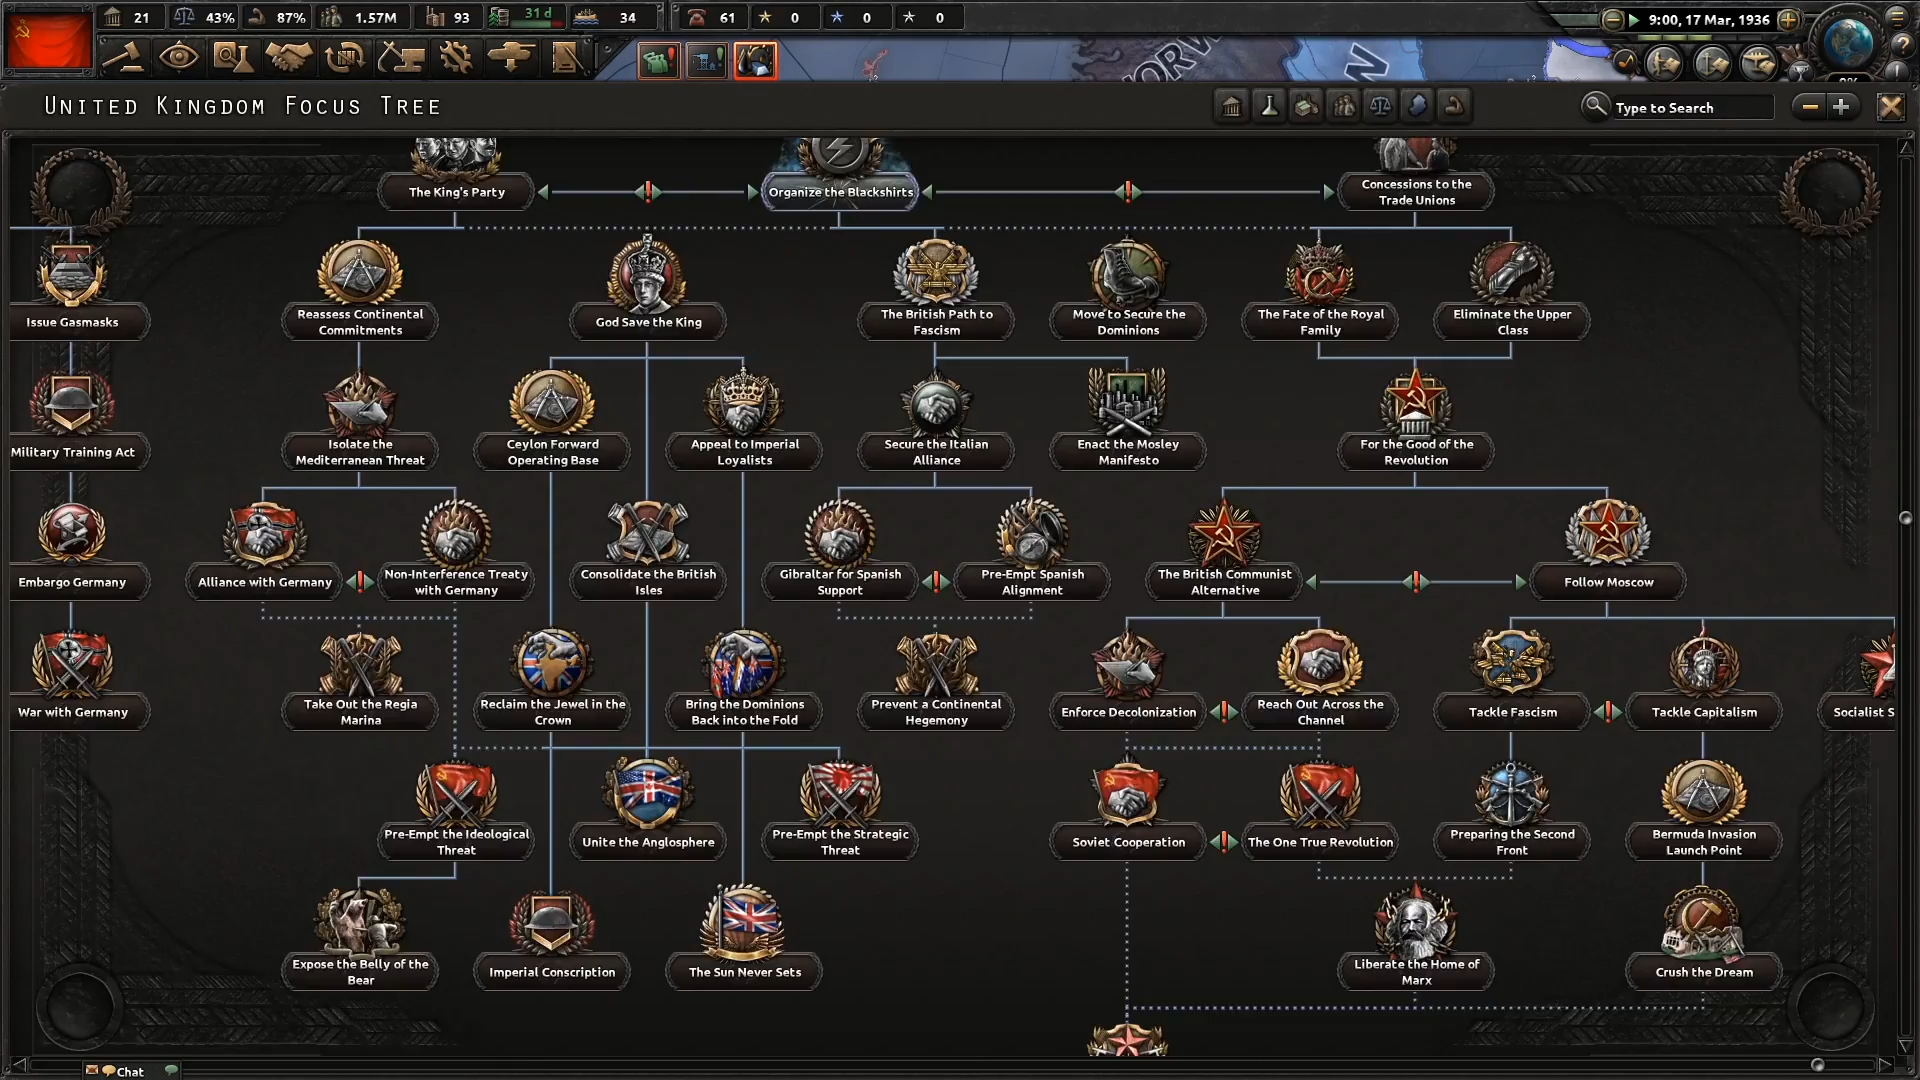 21 43% 87% 1.57M 93 31 d 34 61 0 0 0
9:00, 17 Mar, 1936
UNITED KINGDOM FOCUS TREE
Type to Search
The King's Party
Organize the Blackshirts
Concessions to the
Trade Unions
Issue Gasmasks
Reassess Continental
Commitments
God Save the King
The British Path to
Fascism
Move to Secure the
Dominions
The Fate of the Royal
Family
Eliminate the Upper
Class
Military Training Act
Isolate the
Mediterranean Threat
Ceylon Forward
Operating Base
Appeal to Imperial
Loyalists
Secure the Italian
Alliance
Enact the Mosley
Manifesto
For the Good of the
Revolution
Embargo Germany
Alliance with Germany
Non-Interference Treaty
with Germany
Consolidate the British
Isles
Gibraltar for Spanish
Support
Pre-Empt Spanish
Alignment
The British Communist
Alternative
Follow Moscow
War with Germany
Take Out the Regia
Marina
Reclaim the Jewel in the
Crown
Bring the Dominions
Back into the Fold
Prevent a Continental
Hegemony
Enforce Decolonization
Reach Out Across the
Channel
Tackle Fascism
Tackle Capitalism
Socialist S
Pre-Empt the Ideological
Threat
Unite the Anglosphere
Pre-Empt the Strategic
Threat
Soviet Cooperation
The One True Revolution
Preparing the Second
Front
Bermuda Invasion
Launch Point
Expose the Belly of the
Bear
Imperial Conscription
The Sun Never Sets
Liberate the Home of
Marx
Crush the Dream
Chat